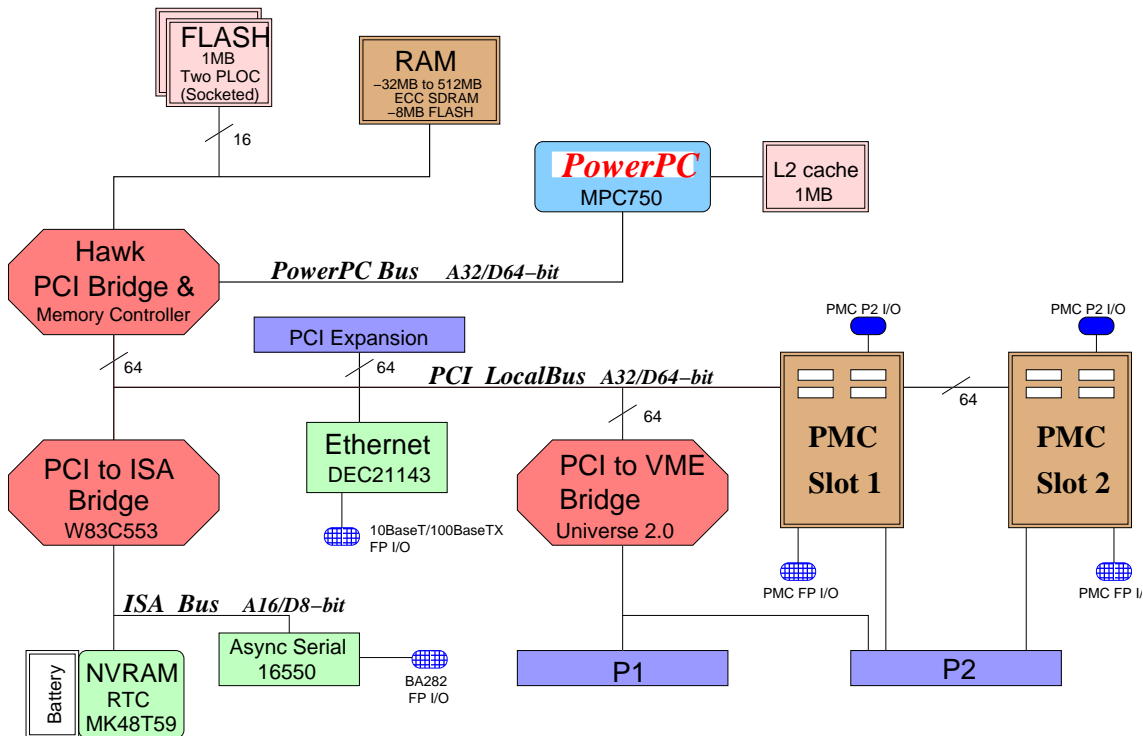 FLASH
1MB
Two PLOC
(Socketed)
16
RAM
–32MB to 512MB
ECC SDRAM
–8MB FLASH
PowerPC
MPC750
L2 cache
1MB
Hawk
PCI Bridge &
Memory Controller
PowerPC Bus A32/D64–bit
PMC P2 I/O
PMC P2 I/O
PCI Expansion
64
64
PCI LocalBus A32/D64–bit
64
64
PMC
Slot 1
PMC
Slot 2
PCI to ISA
Bridge
W83C553
Ethernet
DEC21143
PCI to VME
Bridge
Universe 2.0
10BaseT/100BaseTX
FP I/O
PMC FP I/O
PMC FP I/
ISA Bus A16/D8–bit
Async Serial
16550
BA282
FP I/O
Battery
NVRAM
RTC
MK48T59
P1
P2